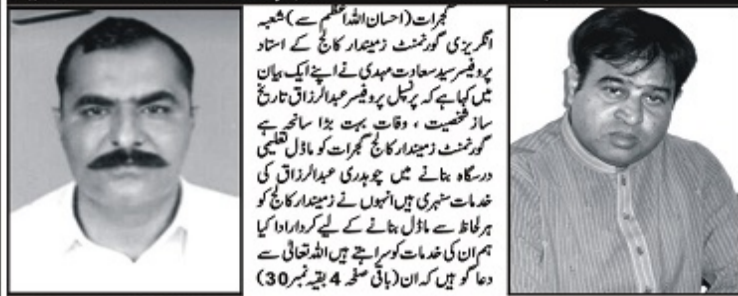 گجرات (احسان اللہ اعظم سے) شعبہ
انگریزی گورنمنٹ زمیندار کالج کے استاد
پروفیسر سید سعادت مہدی نے اپنے ایک بیان
میں کہا ہے کہ پرنسپل پروفیسر عبدالرزاق تاریخ
ساز شخصیت ، وفات بہت بڑا سانحہ ہے
گورنمنٹ زمیندار کالج گجرات کو ماڈل تعلیمی
درسگاہ بنانے میں چوہدری عبدالرزاق کی
خدمات سنہری ہیں انہوں نے زمیندار کالج کو
ہر لحاظ سے ماڈل بنانے کے لیے کردار ادا کیا
ہم ان کی خدمات کو سراہتے ہیں اللہ تعالیٰ سے
دعا گو ہیں کہ ان (باقی صفحہ 4 بقیہ نمبر 30)